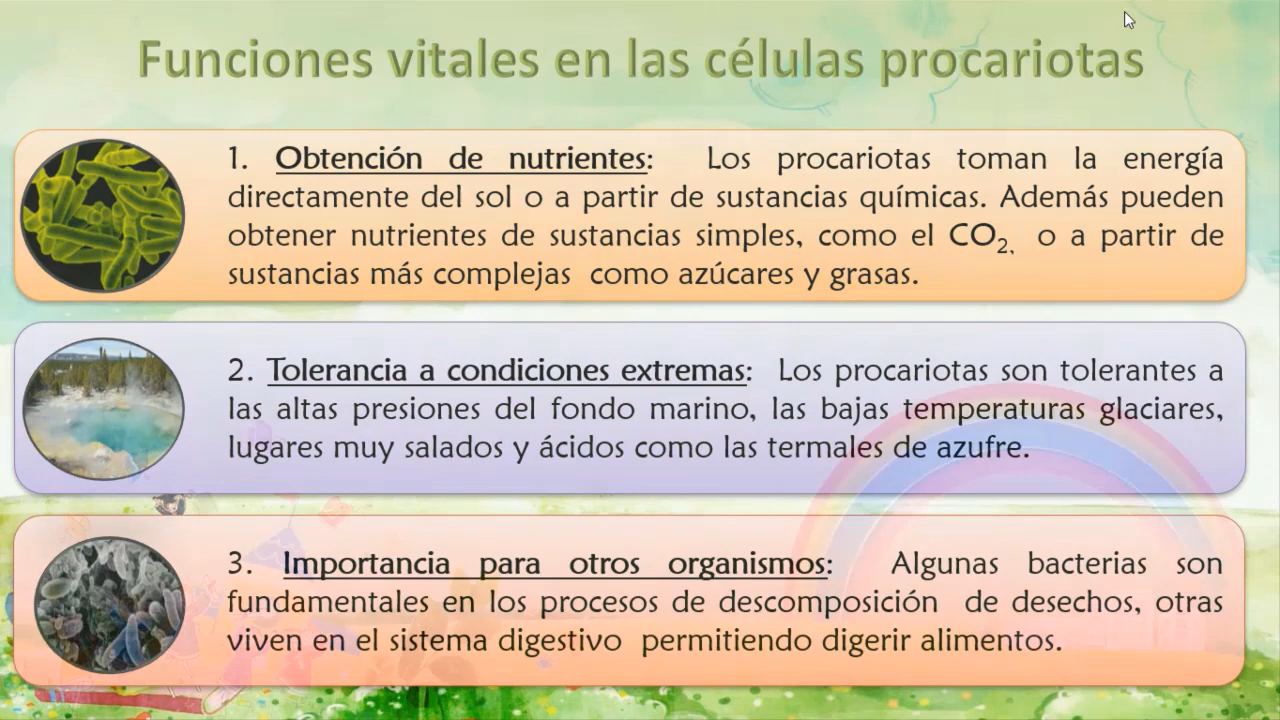 Funciones vitales en las células procariotas
1. Obtención de nutrientes: Los procariotas toman la energía
directamente del sol o a partir de sustancias químicas. Además pueden
obtener nutrientes de sustancias simples, como el CO₂, o a partir de
sustancias más complejas como azúcares y grasas.
2. Tolerancia a condiciones extremas: Los procariotas son tolerantes a
las altas presiones del fondo marino, las bajas temperaturas glaciares,
lugares muy salados y ácidos como las termales de azufre.
3. Importancia para otros organismos: Algunas bacterias son
fundamentales en los procesos de descomposición de desechos, otras
viven en el sistema digestivo permitiendo digerir alimentos.